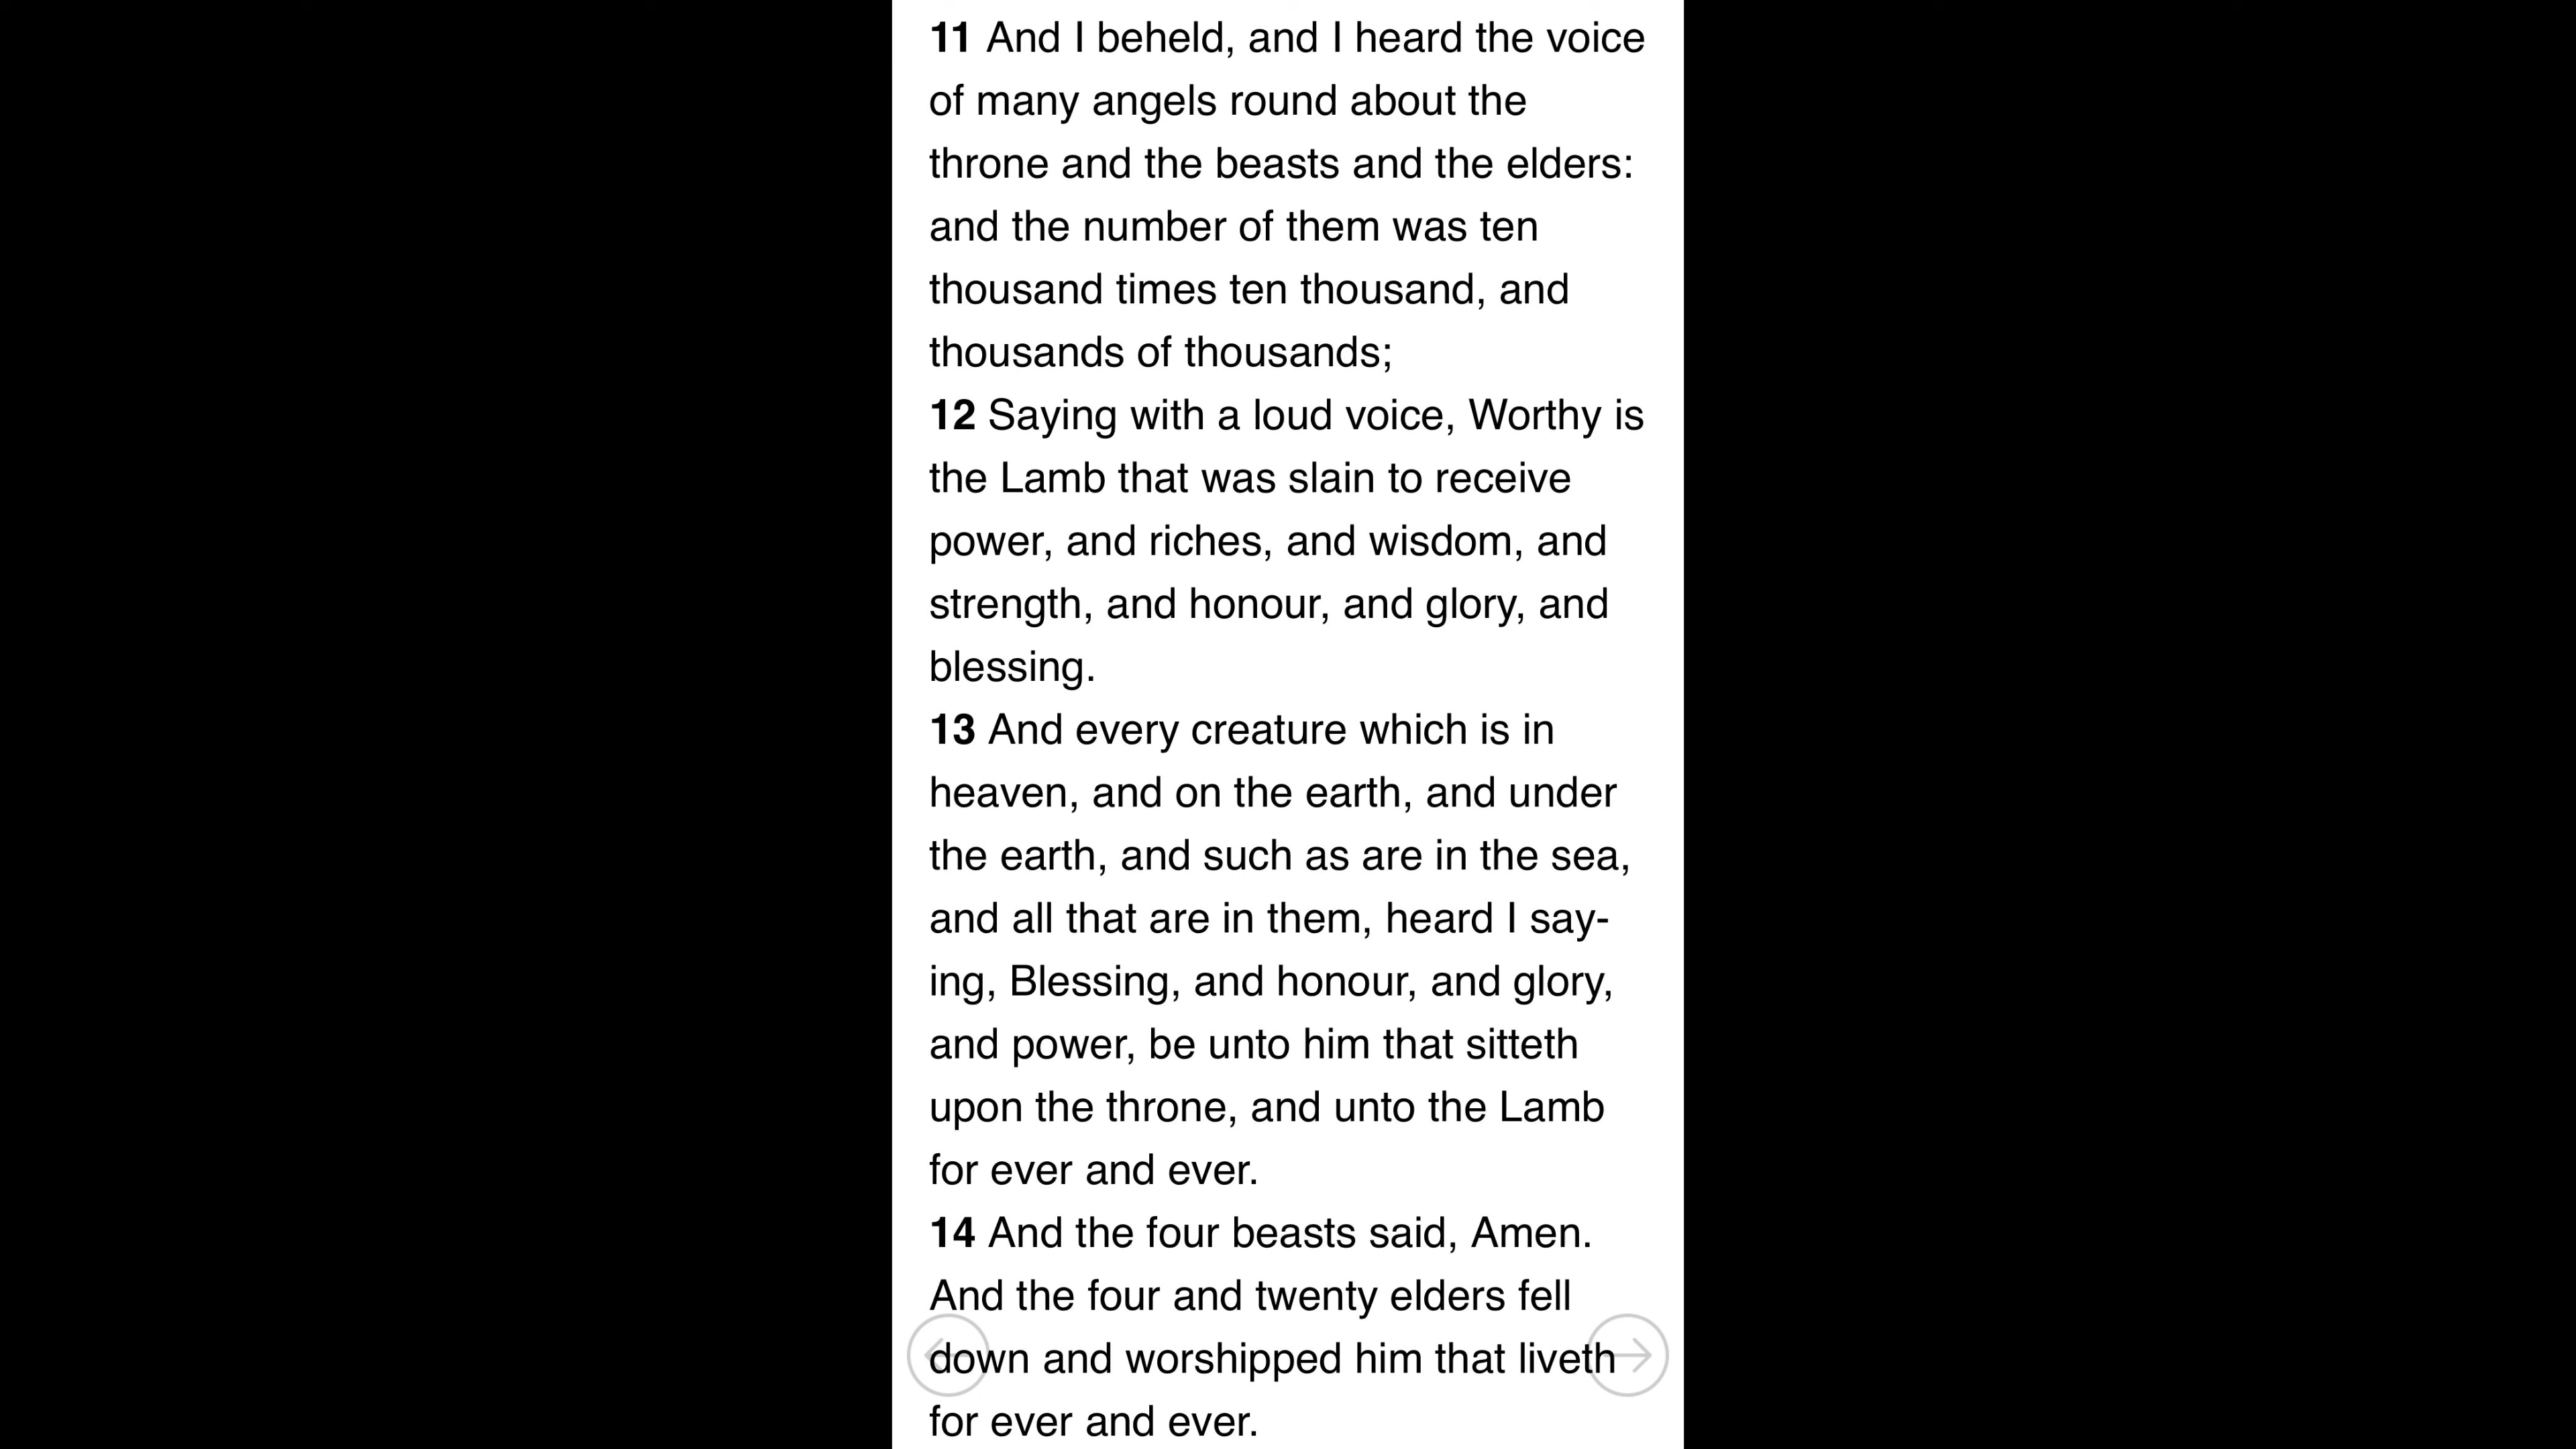 11 And I beheld, and I heard the voice
of many angels round about the
throne and the beasts and the elders:
and the number of them was ten
thousand times ten thousand, and
thousands of thousands;
12 Saying with a loud voice, Worthy is
the Lamb that was slain to receive
power, and riches, and wisdom, and
strength, and honour, and glory, and
blessing.
13 And every creature which is in
heaven, and on the earth, and under
the earth, and such as are in the sea,
and all that are in them, heard I say-
ing, Blessing, and honour, and glory,
and power, be unto him that sitteth
upon the throne, and unto the Lamb
for ever and ever.
14 And the four beasts said, Amen.
And the four and twenty elders fell
down and worshipped him that liveth
for ever and ever.